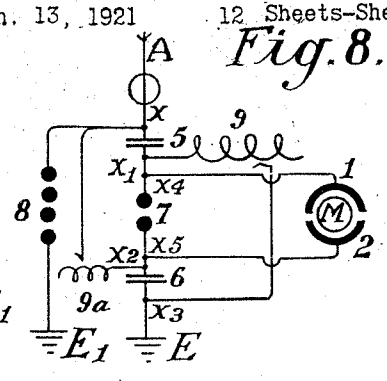 n. 13, 1921 12 Sheets-She
Fig. 8.
A
x
5
9
x1
x4
1
8
7
M
x2
x5
2
9a
6
x3
1
E1
E